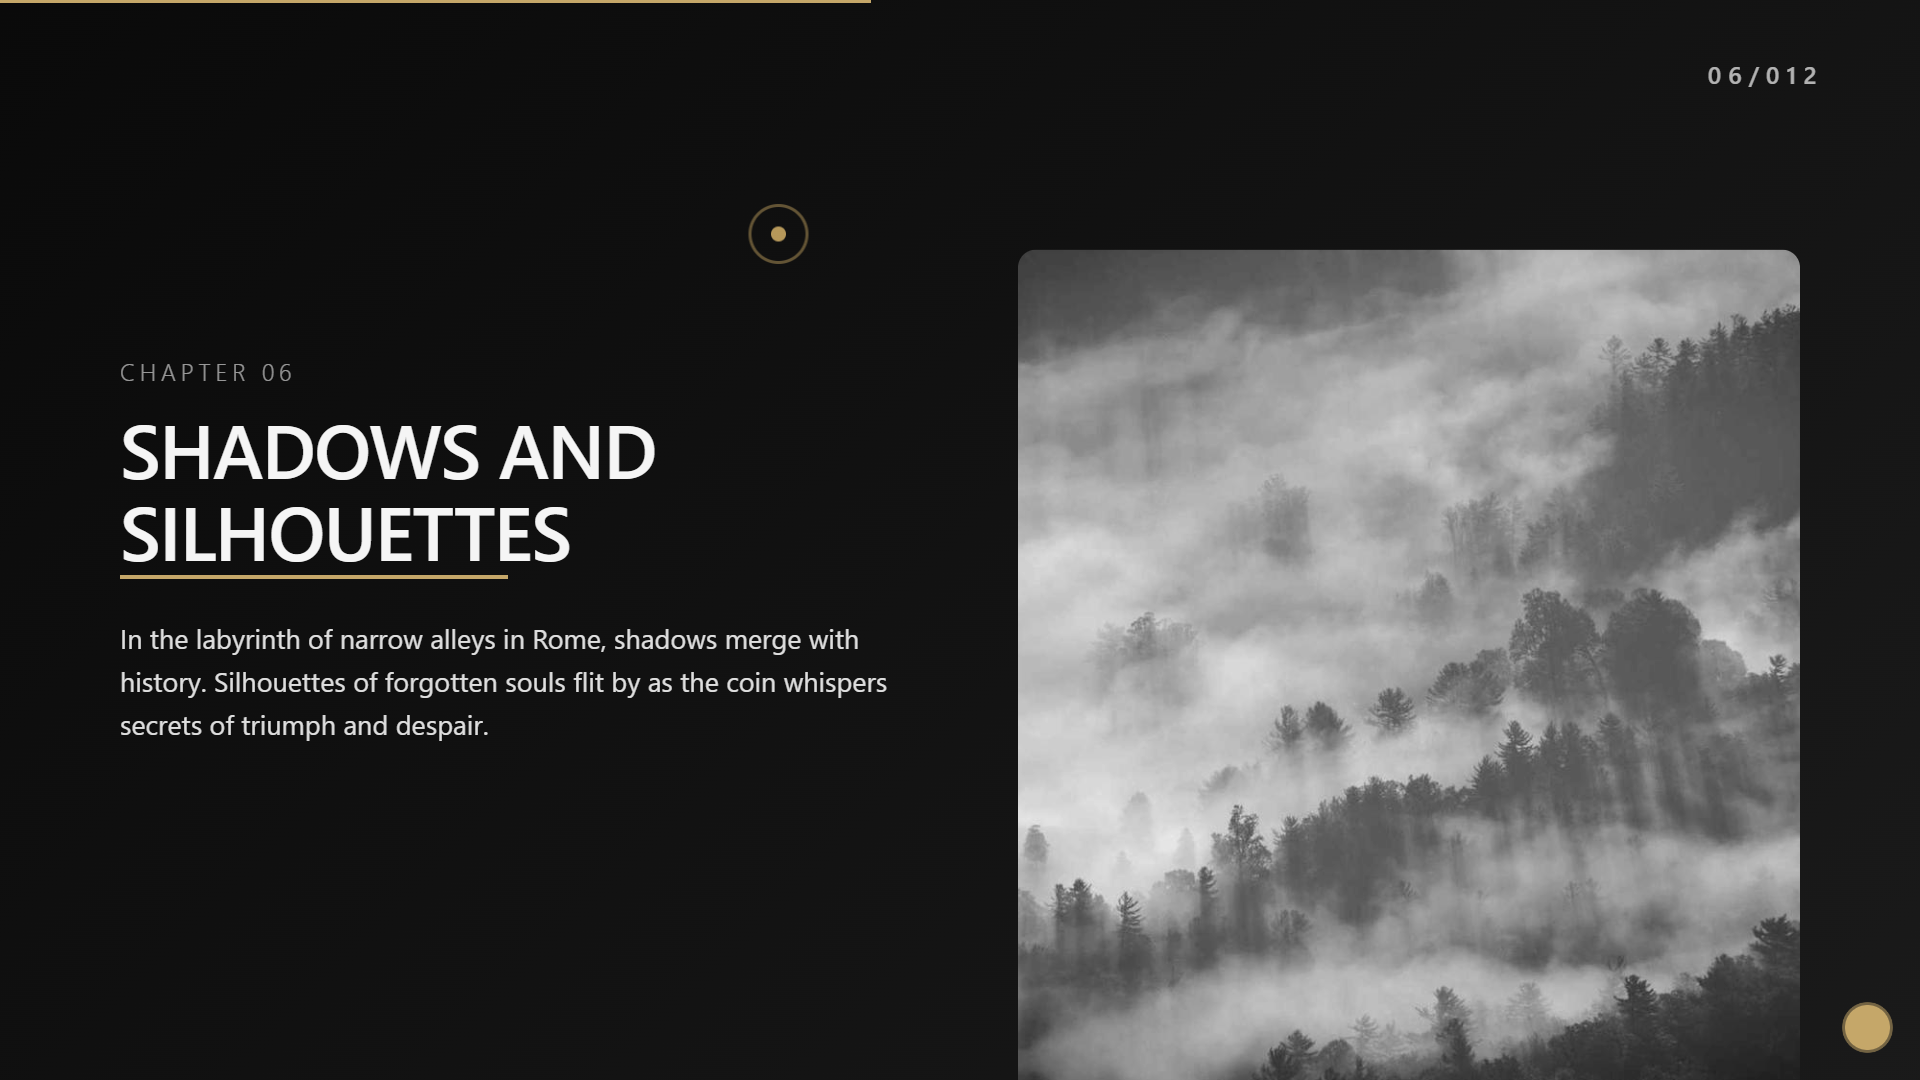 06/012
CHAPTER 06
SHADOWS AND
SILHOUETTES
In the labyrinth of narrow alleys in Rome, shadows merge with
history. Silhouettes of forgotten souls flit by as the coin whispers
secrets of triumph and despair.